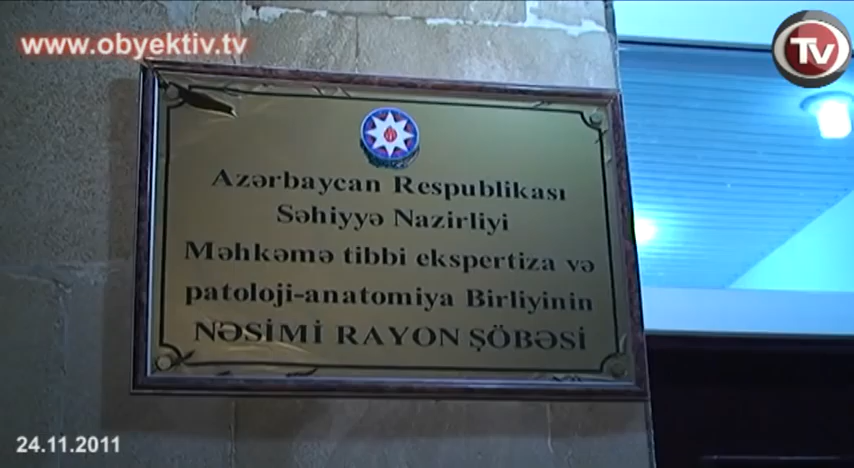 www.obyektiv.tv
TV
Azərbaycan Respublikası
Səhiyyə Nazirliyi
Məhkəmə tibbi ekspertiza və
patoloji-anatomiya Birliyinin
NƏSİMİ RAYON ŞÖBƏSİ
24.11.2011